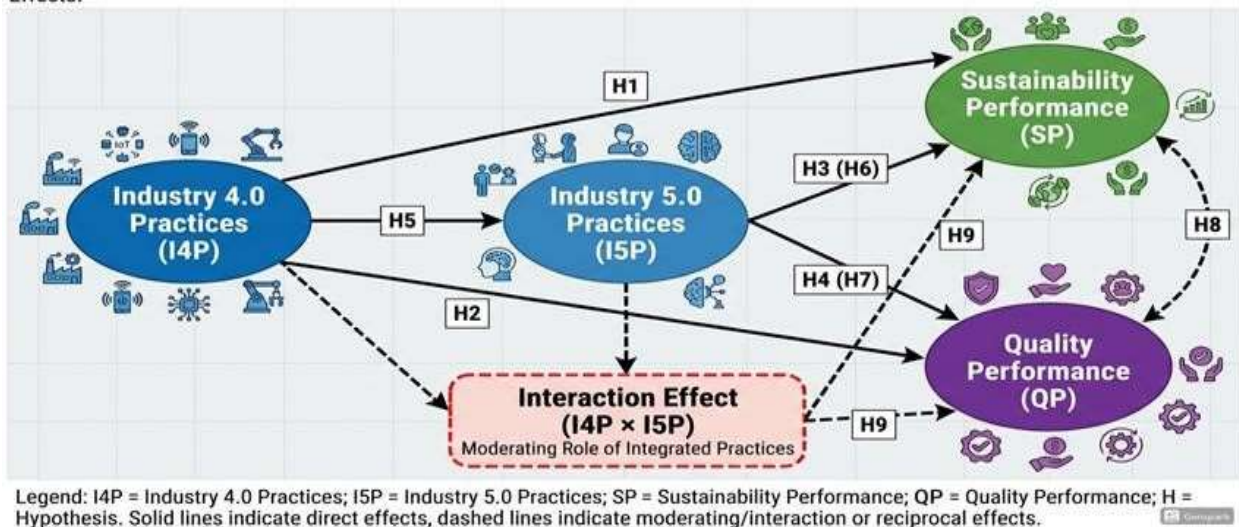 H1
Sustainability
Performance
(SP)
IoT
Industry 4.0
Practices
(I4P)
H5
Industry 5.0
Practices
(I5P)
H3 (H6)
H4 (H7)
H9
H8
H2
Quality
Performance
(QP)
Interaction Effect
(I4P × I5P)
Moderating Role of Integrated Practices
H9
Legend: I4P = Industry 4.0 Practices; I5P = Industry 5.0 Practices; SP = Sustainability Performance; QP = Quality Performance; H =
Hypothesis. Solid lines indicate direct effects, dashed lines indicate moderating/interaction or reciprocal effects.